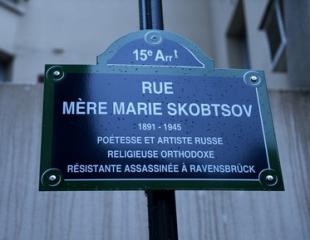 15e Arrt
RUE
MÈRE MARIE SKOBTSOV
1891 - 1945
POÉTESSE ET ARTISTE RUSSE
RELIGIEUSE ORTHODOXE
RÉSISTANTE ASSASSINÉE À RAVENSBRÜCK